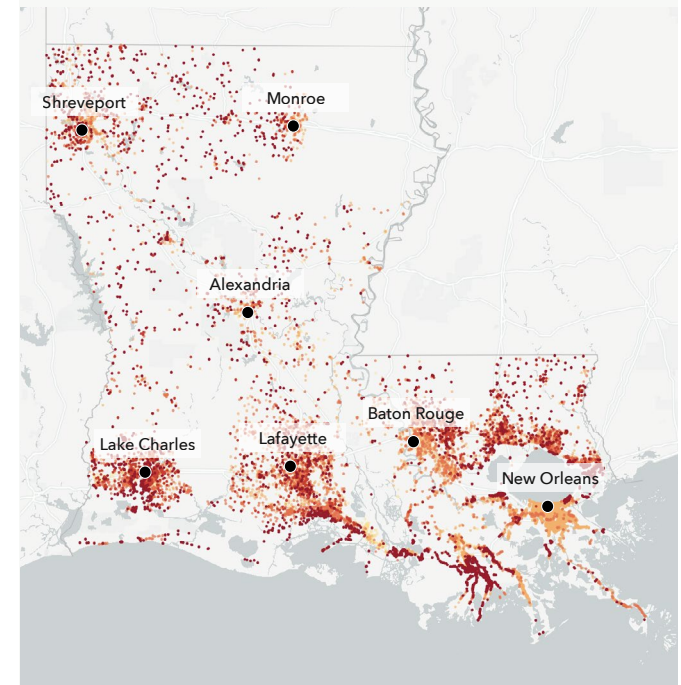 Shreveport
Monroe
Alexandria
Baton Rouge
Lafayette
Lake Charles
New Orleans